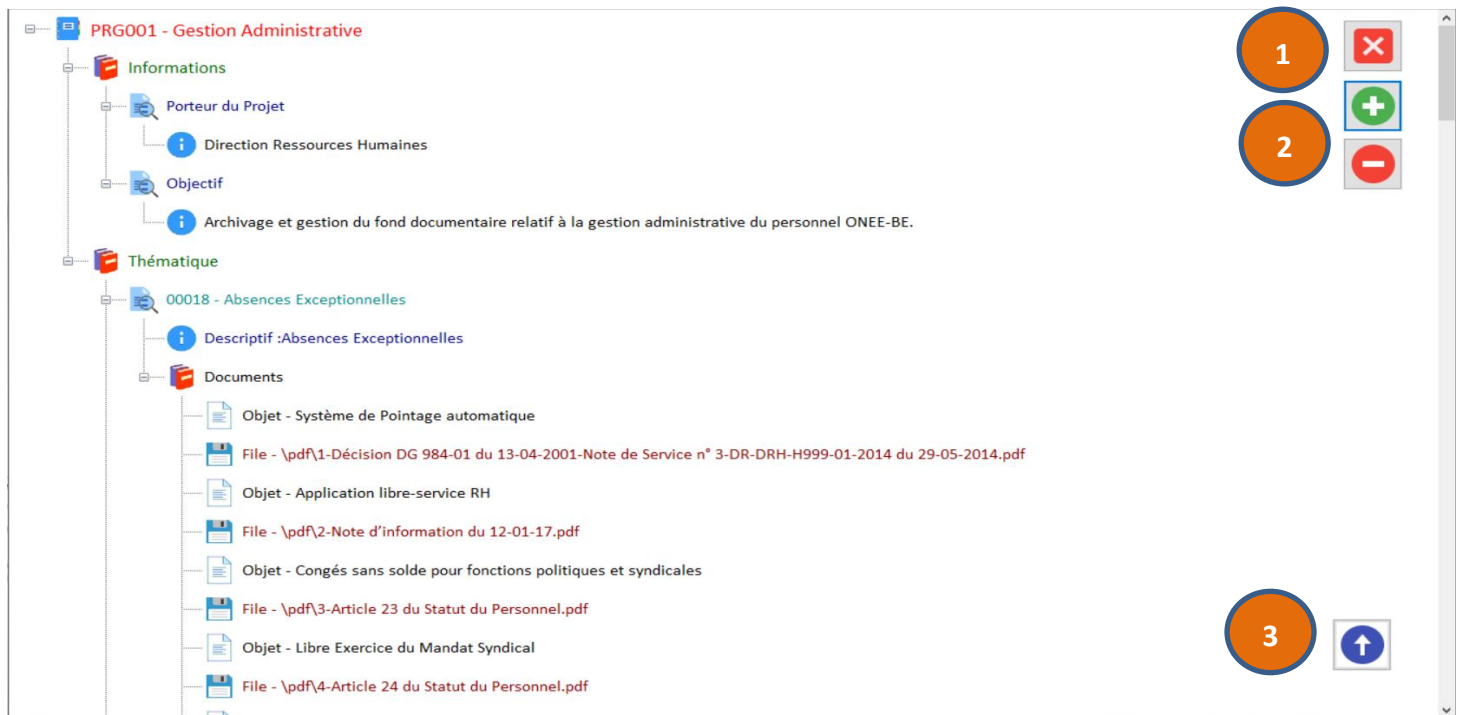 PRG001 - Gestion Administrative
1
Informations
Porteur du Projet
2
Direction Ressources Humaines
Objectif
Archivage et gestion du fond documentaire relatif à la gestion administrative du personnel ONEE-BE.
Thématique
00018 - Absences Exceptionnelles
Descriptif :Absences Exceptionnelles
Documents
Objet - Système de Pointage automatique
File - \pdf\1-Décision DG 984-01 du 13-04-2001-Note de Service n° 3-DR-DRH-H999-01-2014 du 29-05-2014.pdf
Objet - Application libre-service RH
File - \pdf\2-Note d’information du 12-01-17.pdf
Objet - Congés sans solde pour fonctions politiques et syndicales
File - \pdf\3-Article 23 du Statut du Personnel.pdf
3
Objet - Libre Exercice du Mandat Syndical
File - \pdf\4-Article 24 du Statut du Personnel.pdf